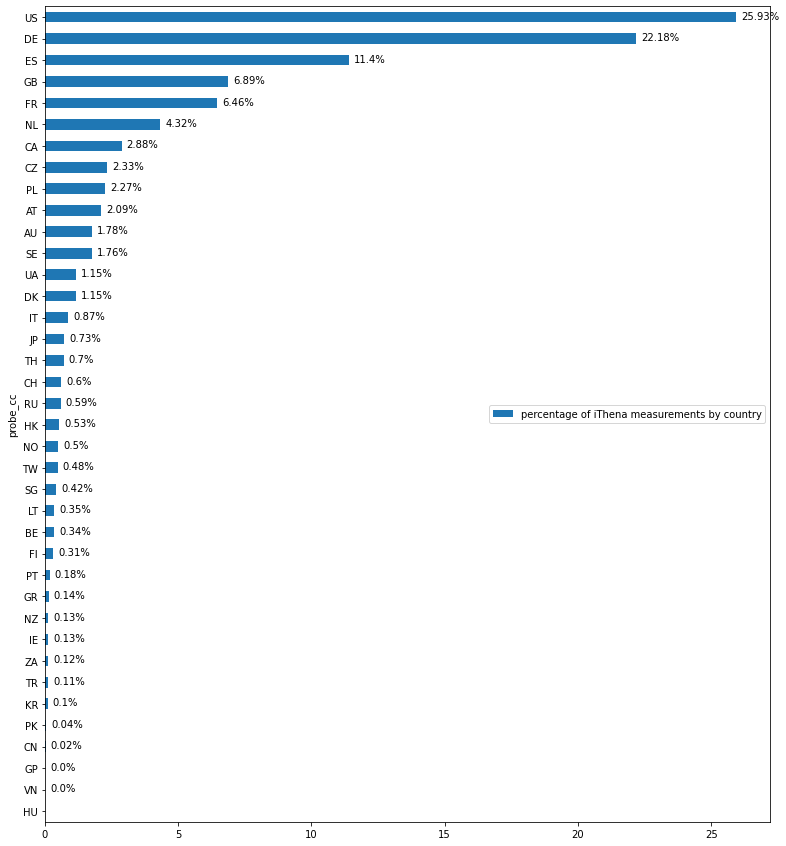 US 25.93%
DE 22.18%
ES 11.4%
GB 6.89%
FR 6.46%
NL 4.32%
CA 2.88%
CZ 2.33%
PL 2.27%
AT 2.09%
AU 1.78%
SE 1.76%
UA 1.15%
DK 1.15%
IT 0.87%
JP 0.73%
TH 0.7%
CH 0.6%
RU 0.59%
probe_cc
percentage of iThena measurements by country
HK 0.53%
NO 0.5%
TW 0.48%
SG 0.42%
LT 0.35%
BE 0.34%
FI 0.31%
PT 0.18%
GR 0.14%
NZ 0.13%
IE 0.13%
ZA 0.12%
TR 0.11%
KR 0.1%
PK 0.04%
CN 0.02%
GP 0.0%
VN 0.0%
HU
0 5 10 15 20 25